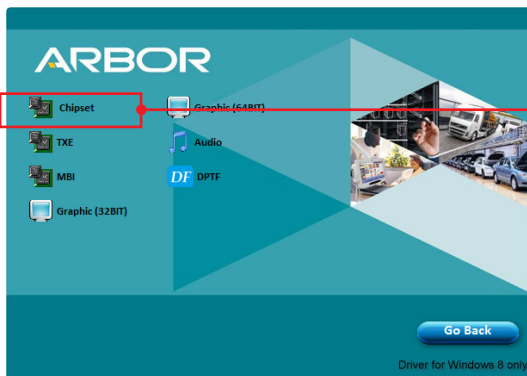 ARBOR
Chipset
Graphic (64BIT)
TXE
Audio
MBI
DF DPTF
Graphic (32BIT)
Go Back
Driver for Windows 8 only